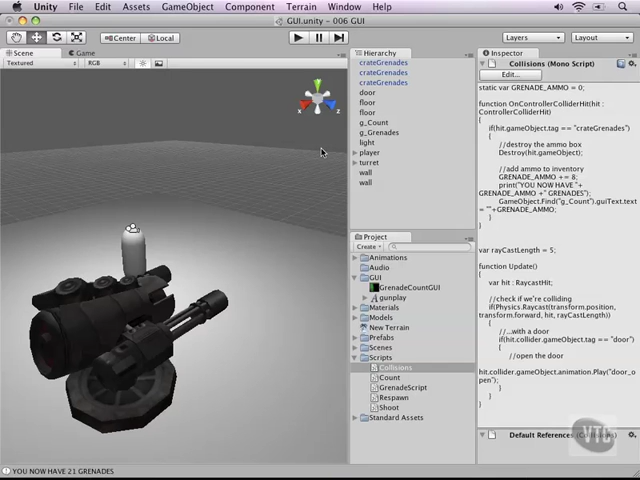 Unity File Edit Assets GameObject Component Terrain Window Help
GUI.unity - 006 GUI
Center Local Layers Layout
Scene Game
Textured RGB
x z
Hierarchy
crateGrenades
crateGrenades
crateGrenades
door
floor
floor
g_Count
g_Grenades
light
player
turret
wall
wall
Project
Create
Animations
Audio
GUI
GrenadeCountGUI
gunplay
Materials
Models
New Terrain
Prefabs
Scenes
Scripts
Collisions
Count
GrenadeScript
Respawn
Shoot
Standard Assets
Inspector
Collisions (Mono Script)
Edit...
static var GRENADE_AMMO = 0;
function OnControllerColliderHit(hit :
ControllerColliderHit)
{
if(hit.gameObject.tag == "crateGrenades")
{
//destroy the ammo box
Destroy(hit.gameObject);
//add ammo to inventory
GRENADE_AMMO += 8;
print("YOU NOW HAVE "+
GRENADE_AMMO +" GRENADES");
GameObject.Find("g_Count").guiText.text
= ""+GRENADE_AMMO;
}
}
var rayCastLength = 5;
function Update()
{
var hit : RaycastHit;
//check if we're colliding
if(Physics.Raycast(transform.position,
transform.forward, hit, rayCastLength))
{
//...with a door
if(hit.collider.gameObject.tag == "door")
{
//open the door
hit.collider.gameObject.animation.Play("door_o
pen");
}
}
}
Default References (Collisions)
VTC
YOU NOW HAVE 21 GRENADES